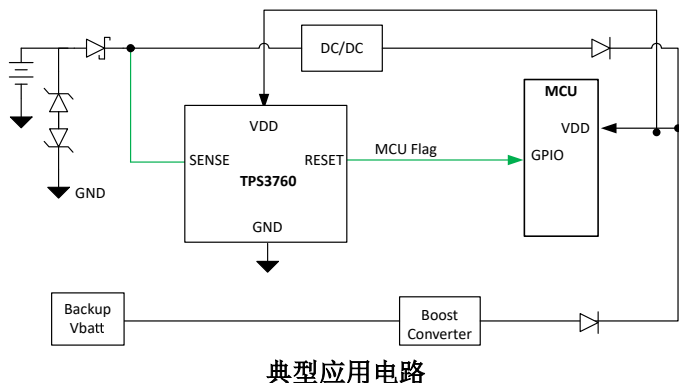 DC/DC
MCU
VDD
VDD
SENSE
RESET
MCU Flag
GPIO
TPS3760
GND
GND
Backup
Vbatt
Boost
Converter
典型应用电路